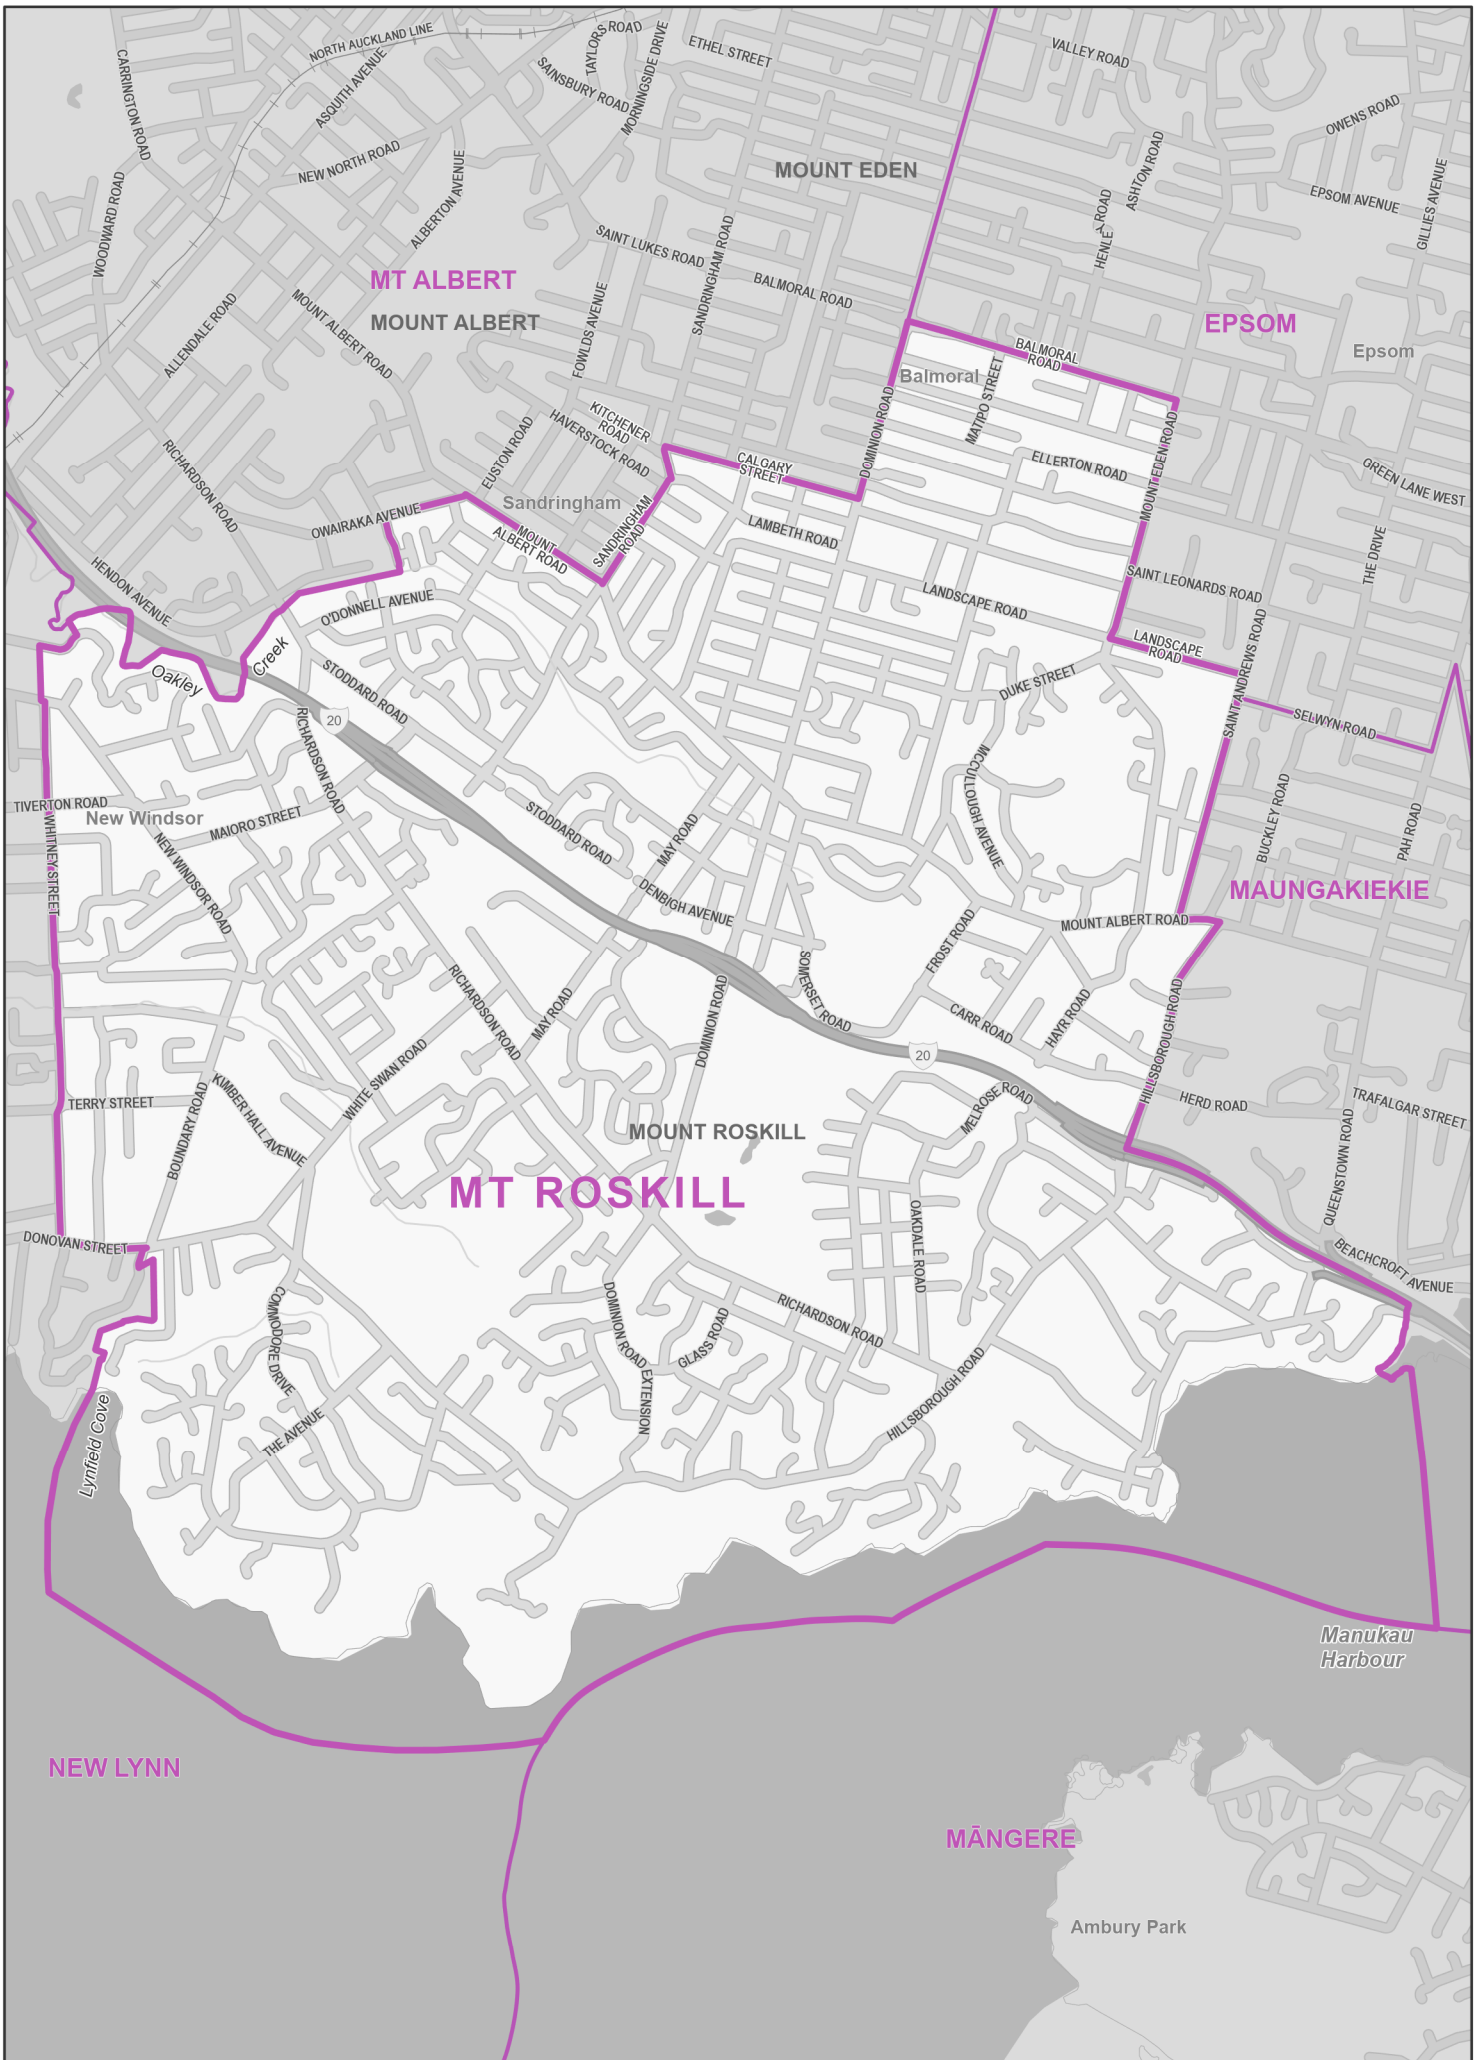 NORTH AUCKLAND LINE
TAYLORS ROAD
CARRINGTON ROAD
ASQUITH AVENUE
SAINSBURY ROAD
MORNINGSIDE DRIVE
ETHEL STREET
VALLEY ROAD
OWENS ROAD
NEW NORTH ROAD
ALBERTON AVENUE
MOUNT EDEN
ASHTON ROAD
HENLEY ROAD
EPSOM AVENUE
GILLIES AVENUE
WOODWARD ROAD
SAINT LUKES ROAD
SANDRINGHAM ROAD
BALMORAL ROAD
MT ALBERT
MOUNT ALBERT
ALLENDALE ROAD
MOUNT ALBERT ROAD
FOWLDS AVENUE
EPSOM
Epsom
BALMORAL
ROAD
Balmoral
MATIPO STREET
DOMINION ROAD
MOUNT EDEN ROAD
KITCHENER
ROAD
HAVERSTOCK ROAD
EUSTON ROAD
RICHARDSON ROAD
CALGARY
STREET
ELLERTON ROAD
GREEN LANE WEST
Sandringham
OWAIRAKA AVENUE
MOUNT
ALBERT ROAD
SANDRINGHAM
ROAD
LAMBETH ROAD
THE DRIVE
HENDON AVENUE
O'DONNELL AVENUE
LANDSCAPE ROAD
SAINT LEONARDS ROAD
LANDSCAPE
ROAD
SAINT ANDREWS ROAD
Oakley
Creek
STODDARD ROAD
DUKE STREET
SELWYN ROAD
20
RICHARDSON ROAD
MCCULLOUGH AVENUE
BUCKLEY ROAD
PAH ROAD
TIVERTON ROAD
New Windsor
WHITNEY STREET
MAIORO STREET
NEW WINDSOR ROAD
STODDARD ROAD
MAY ROAD
DENBIGH AVENUE
MAUNGAKIEKIE
MOUNT ALBERT ROAD
FROST ROAD
SOMERSET ROAD
RICHARDSON ROAD
MAY ROAD
DOMINION ROAD
CARR ROAD
HAYR ROAD
HILLSBOROUGH ROAD
20
WHITE SWAN ROAD
KIMBER HALL AVENUE
TERRY STREET
BOUNDARY ROAD
MELROSE ROAD
HERD ROAD
TRAFALGAR STREET
QUEENSTOWN ROAD
MOUNT ROSKILL
MT ROSKILL
OAKDALE ROAD
DONOVAN STREET
BEACHCROFT AVENUE
COMMODORE DRIVE
DOMINION ROAD EXTENSION
GLASS ROAD
RICHARDSON ROAD
HILLSBOROUGH ROAD
THE AVENUE
Lynfield Cove
Manukau
Harbour
NEW LYNN
MĀNGERE
Ambury Park